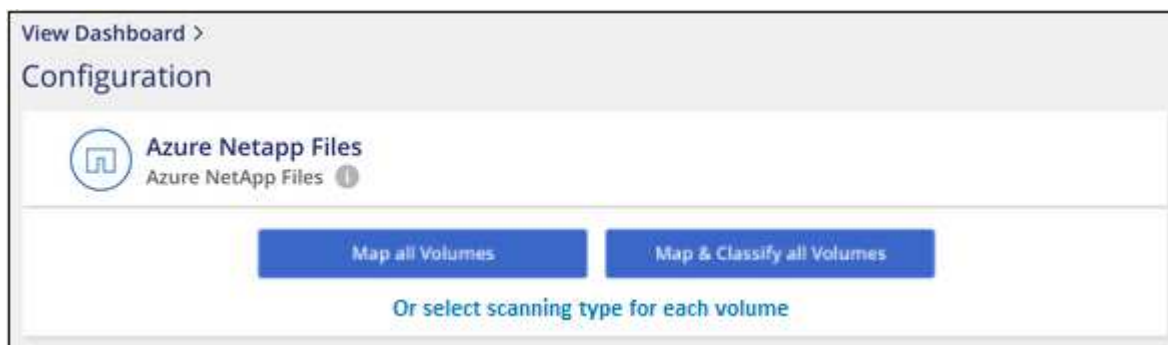 View Dashboard >
Configuration
Azure Netapp Files
Azure NetApp Files i
Map all Volumes
Map & Classify all Volumes
Or select scanning type for each volume